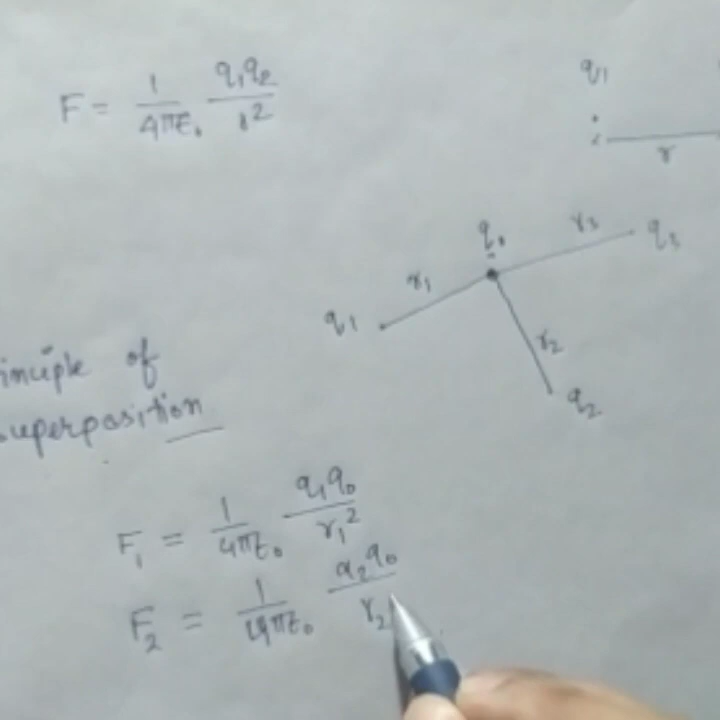 F = 1/4πε₀ q₁q₂/r²
q₁
r
q₀
r₃
q₃
r₁
q₁
r₂
q₂
inciple of
superposition
F₁ = 1/4πε₀ q₁q₀/r₁²
F₂ = 1/4πε₀ q₂q₀/r₂